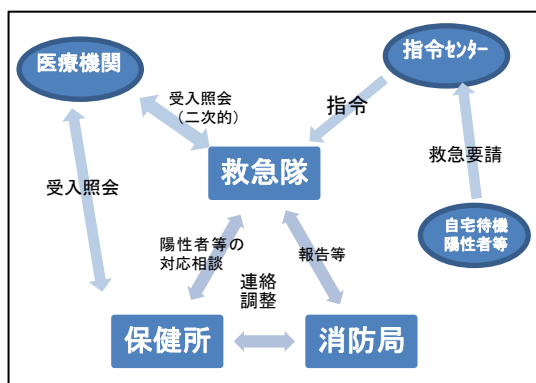 医療機関
指令センター
受入照会
（二次的）
指令
救急要請
受入照会
救急隊
自宅待機
陽性者等
陽性者等の
対応相談
報告等
連絡
調整
保健所
消防局